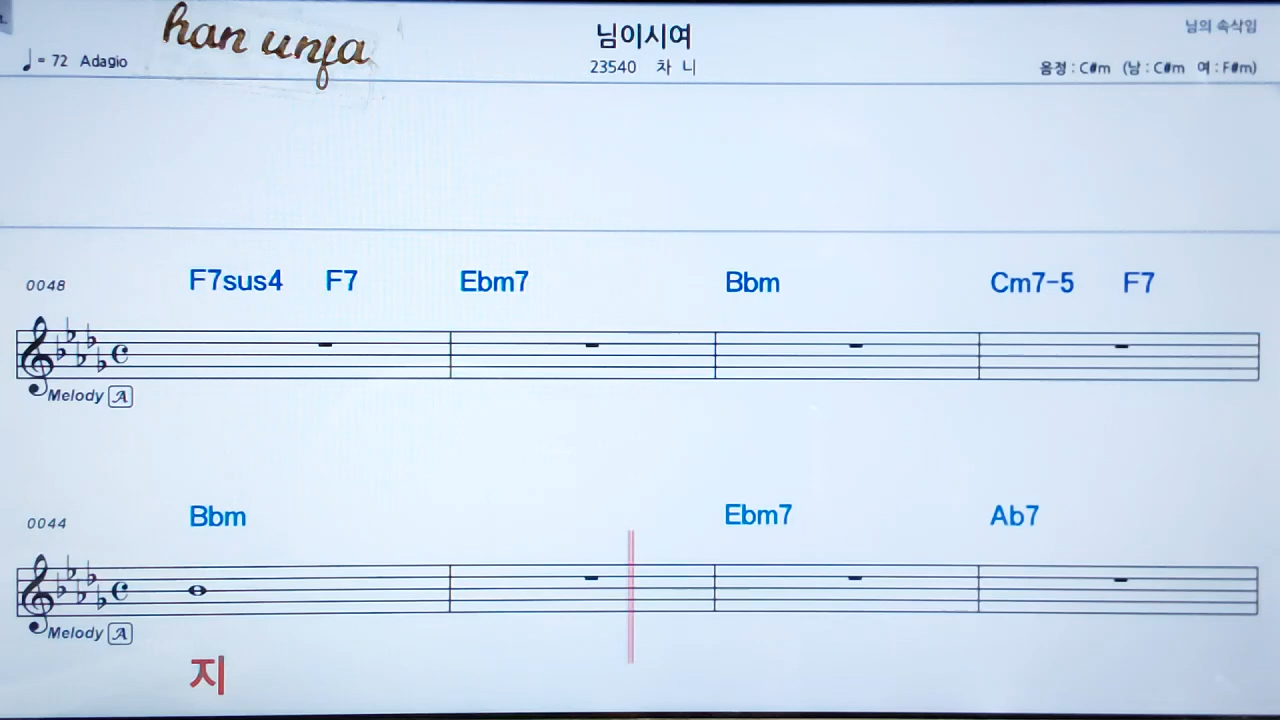 han unja
님이시여
님의 속삭임
♩= 72 Adagio
23540 차 니
음정 : C#m (남 : C#m 여 : F#m)
0048 F7sus4 F7 Ebm7 Bbm Cm7-5 F7
Melody A
0044 Bbm Ebm7 Ab7
Melody A
지